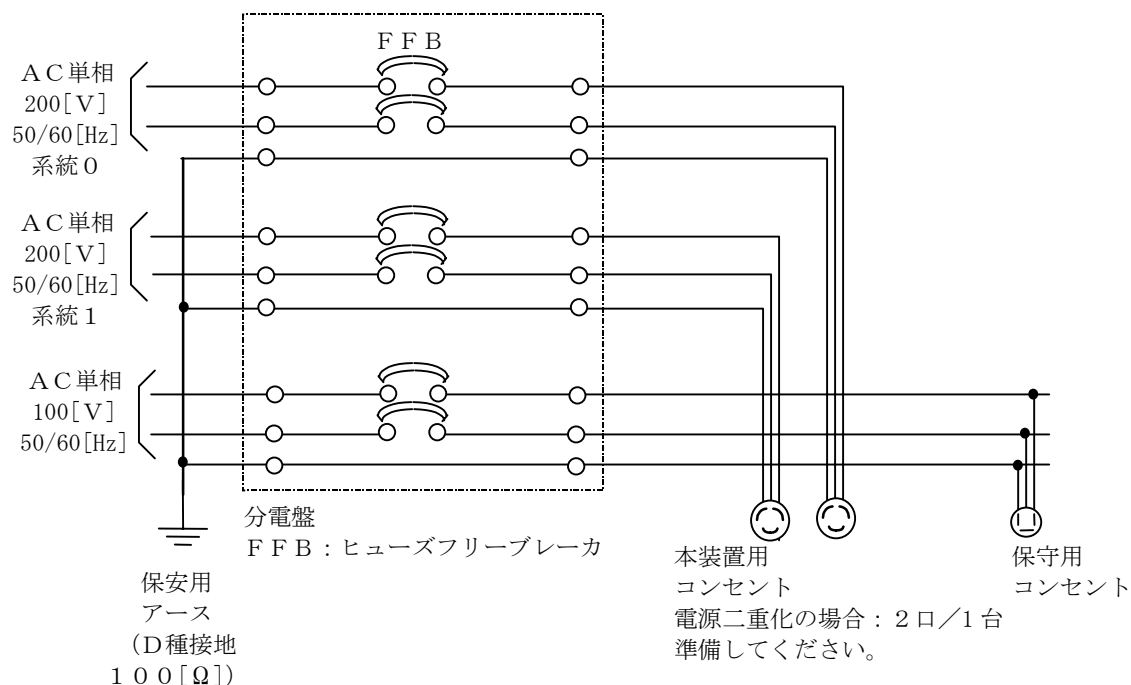 ＦＦＢ
ＡＣ単相
200[Ｖ]
50/60[Hz]
系統０
ＡＣ単相
200[Ｖ]
50/60[Hz]
系統１
ＡＣ単相
100[Ｖ]
50/60[Hz]
分電盤
ＦＦＢ：ヒューズフリーブレーカ
保安用
アース
（Ｄ種接地
１００[Ω]）
本装置用
コンセント
電源二重化の場合：２口／1台
準備してください。
保守用
コンセント